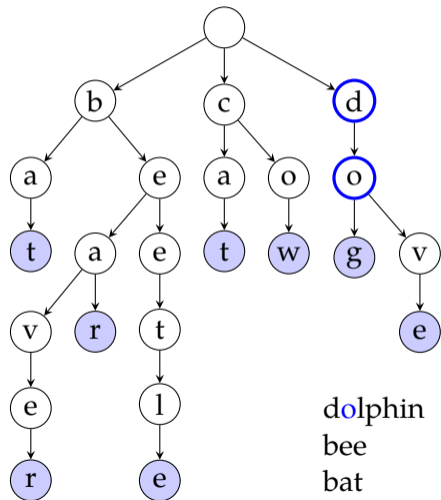 b c d
a e a o o
t a e t w g v
v r t e
e l
r e
dolphin
bee
bat